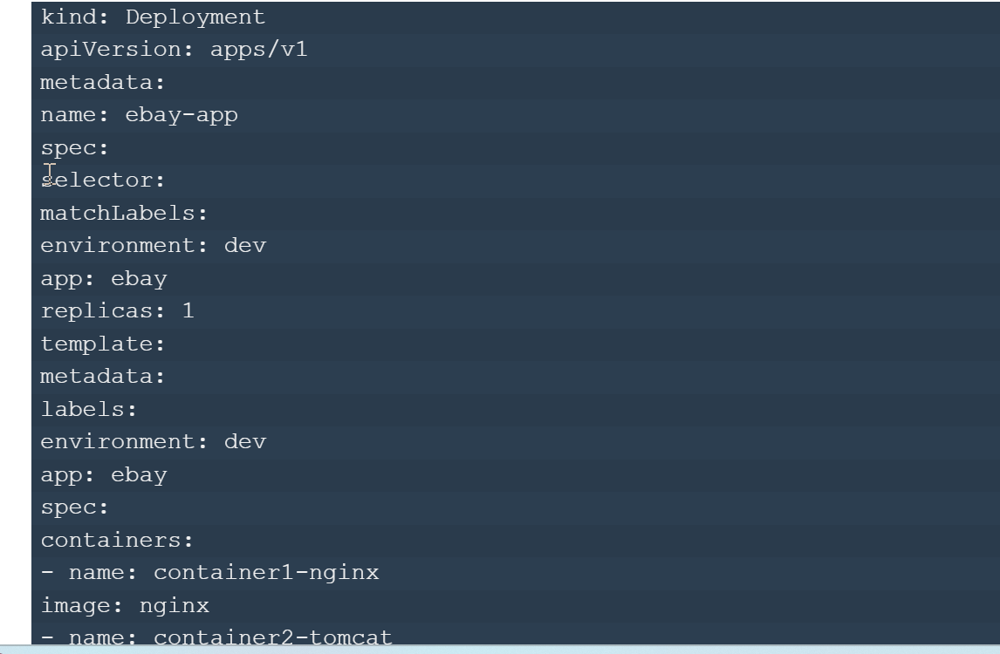 kind: Deployment
apiVersion: apps/v1
metadata:
name: ebay-app
spec:
selector:
matchLabels:
environment: dev
app: ebay
replicas: 1
template:
metadata:
labels:
environment: dev
app: ebay
spec:
containers:
- name: container1-nginx
image: nginx
- name: container2-tomcat